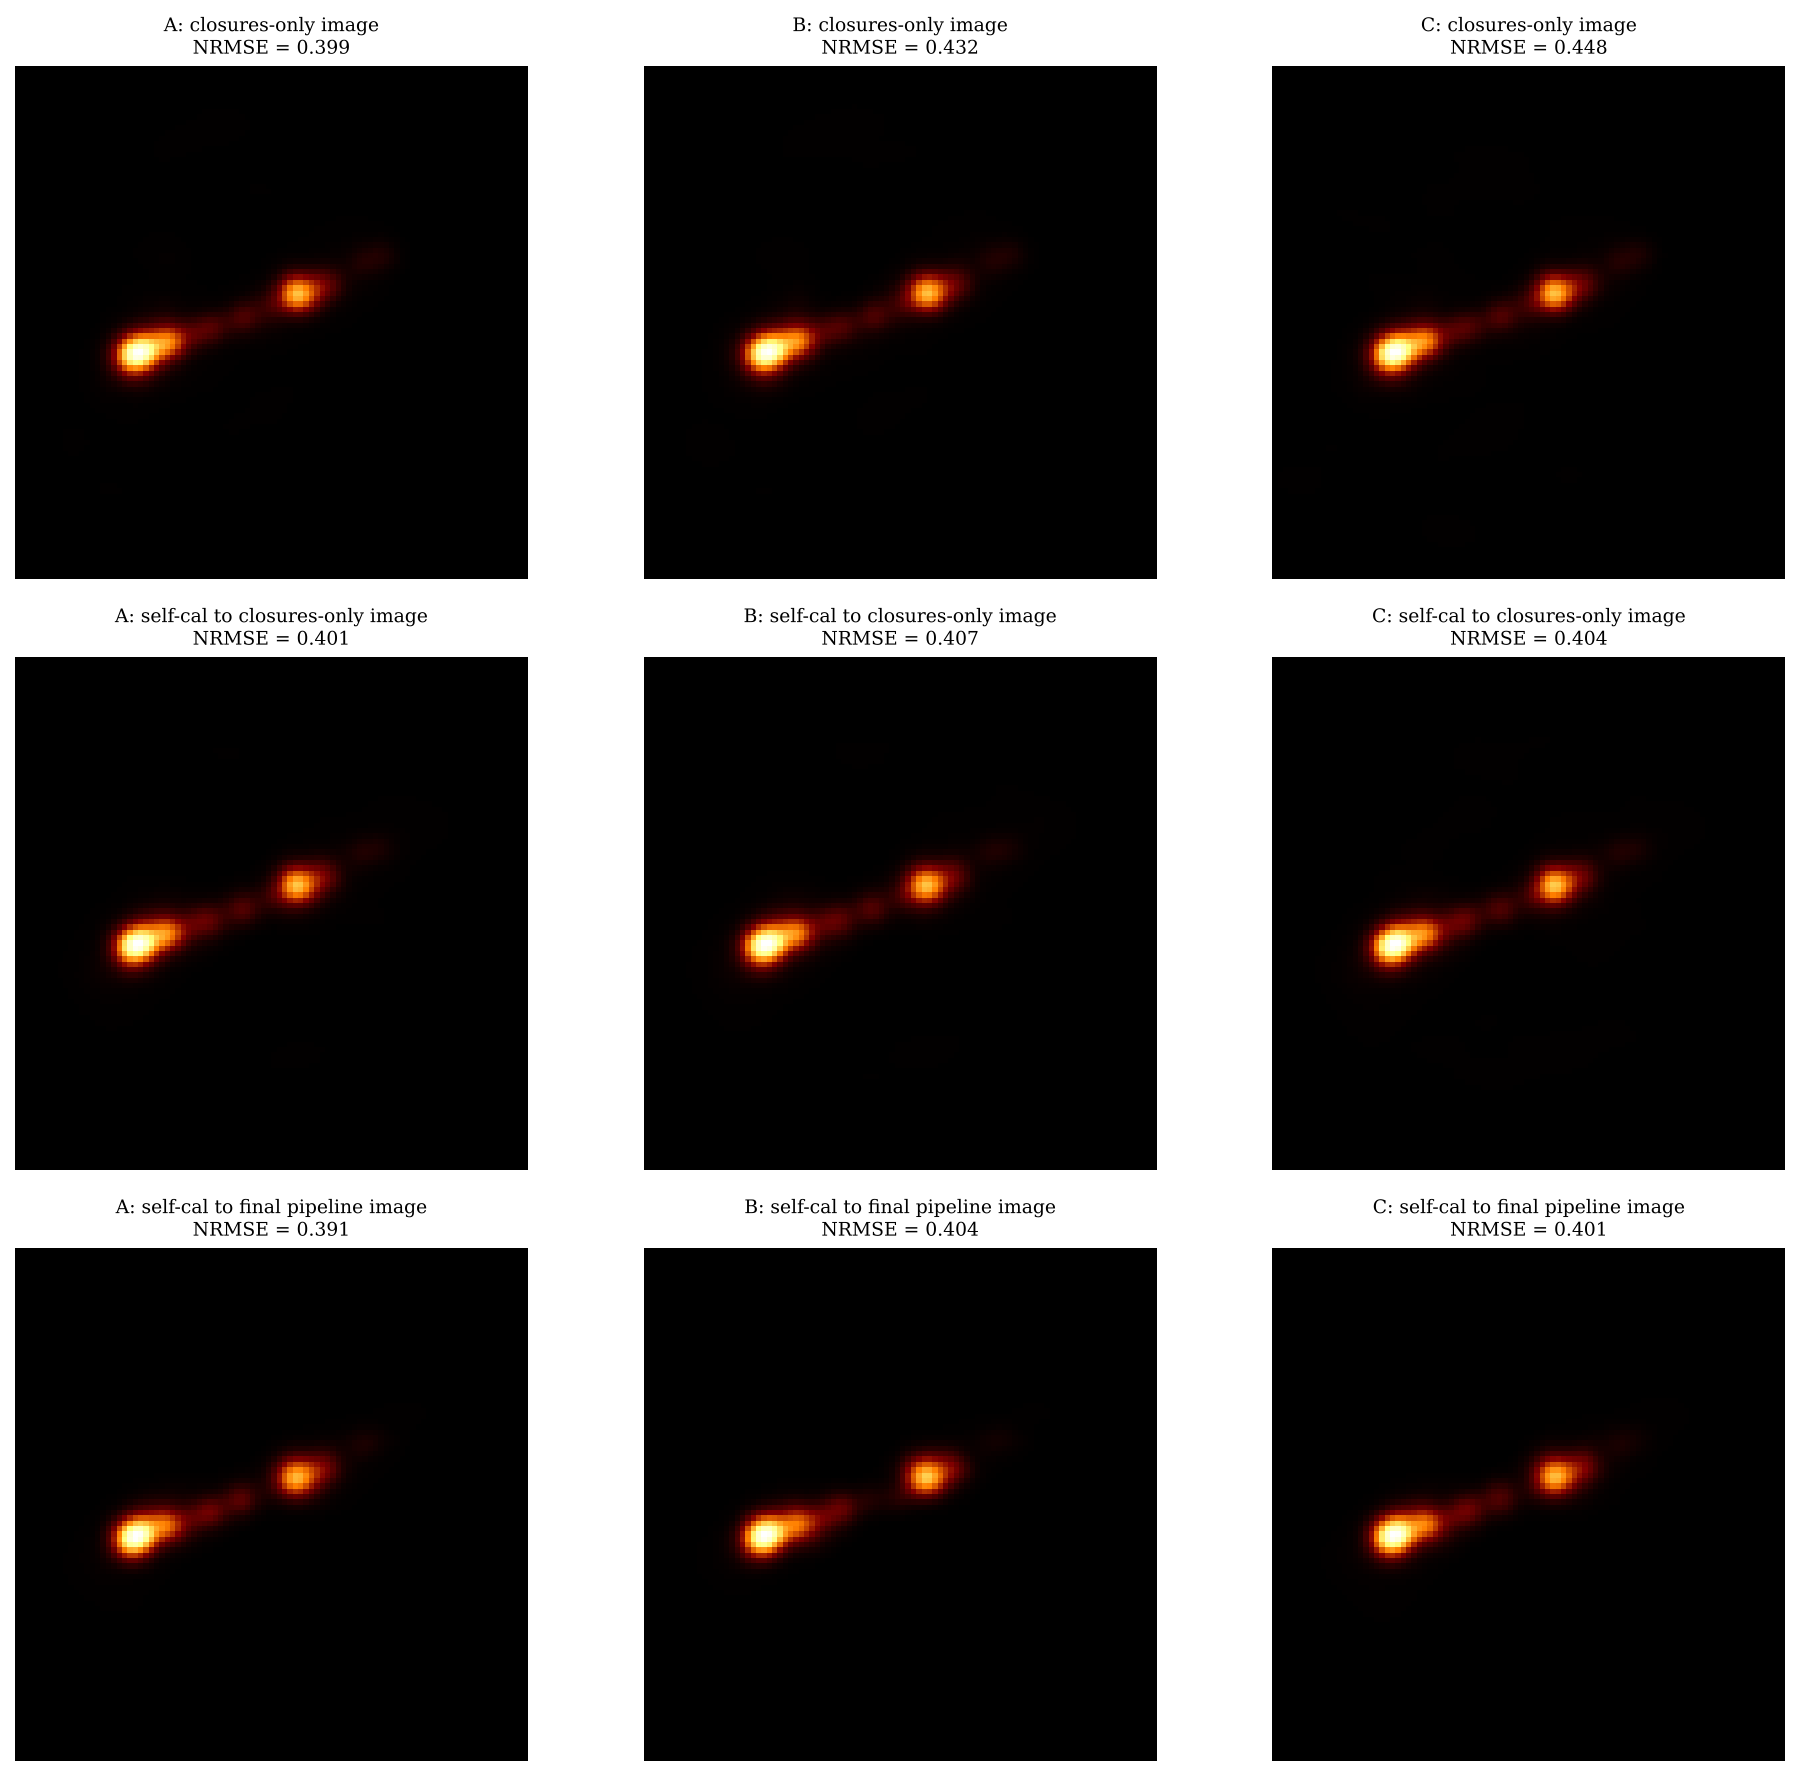 A: closures-only image
NRMSE = 0.399
B: closures-only image
NRMSE = 0.432
C: closures-only image
NRMSE = 0.448
A: self-cal to closures-only image
NRMSE = 0.401
B: self-cal to closures-only image
NRMSE = 0.407
C: self-cal to closures-only image
NRMSE = 0.404
A: self-cal to final pipeline image
NRMSE = 0.391
B: self-cal to final pipeline image
NRMSE = 0.404
C: self-cal to final pipeline image
NRMSE = 0.401